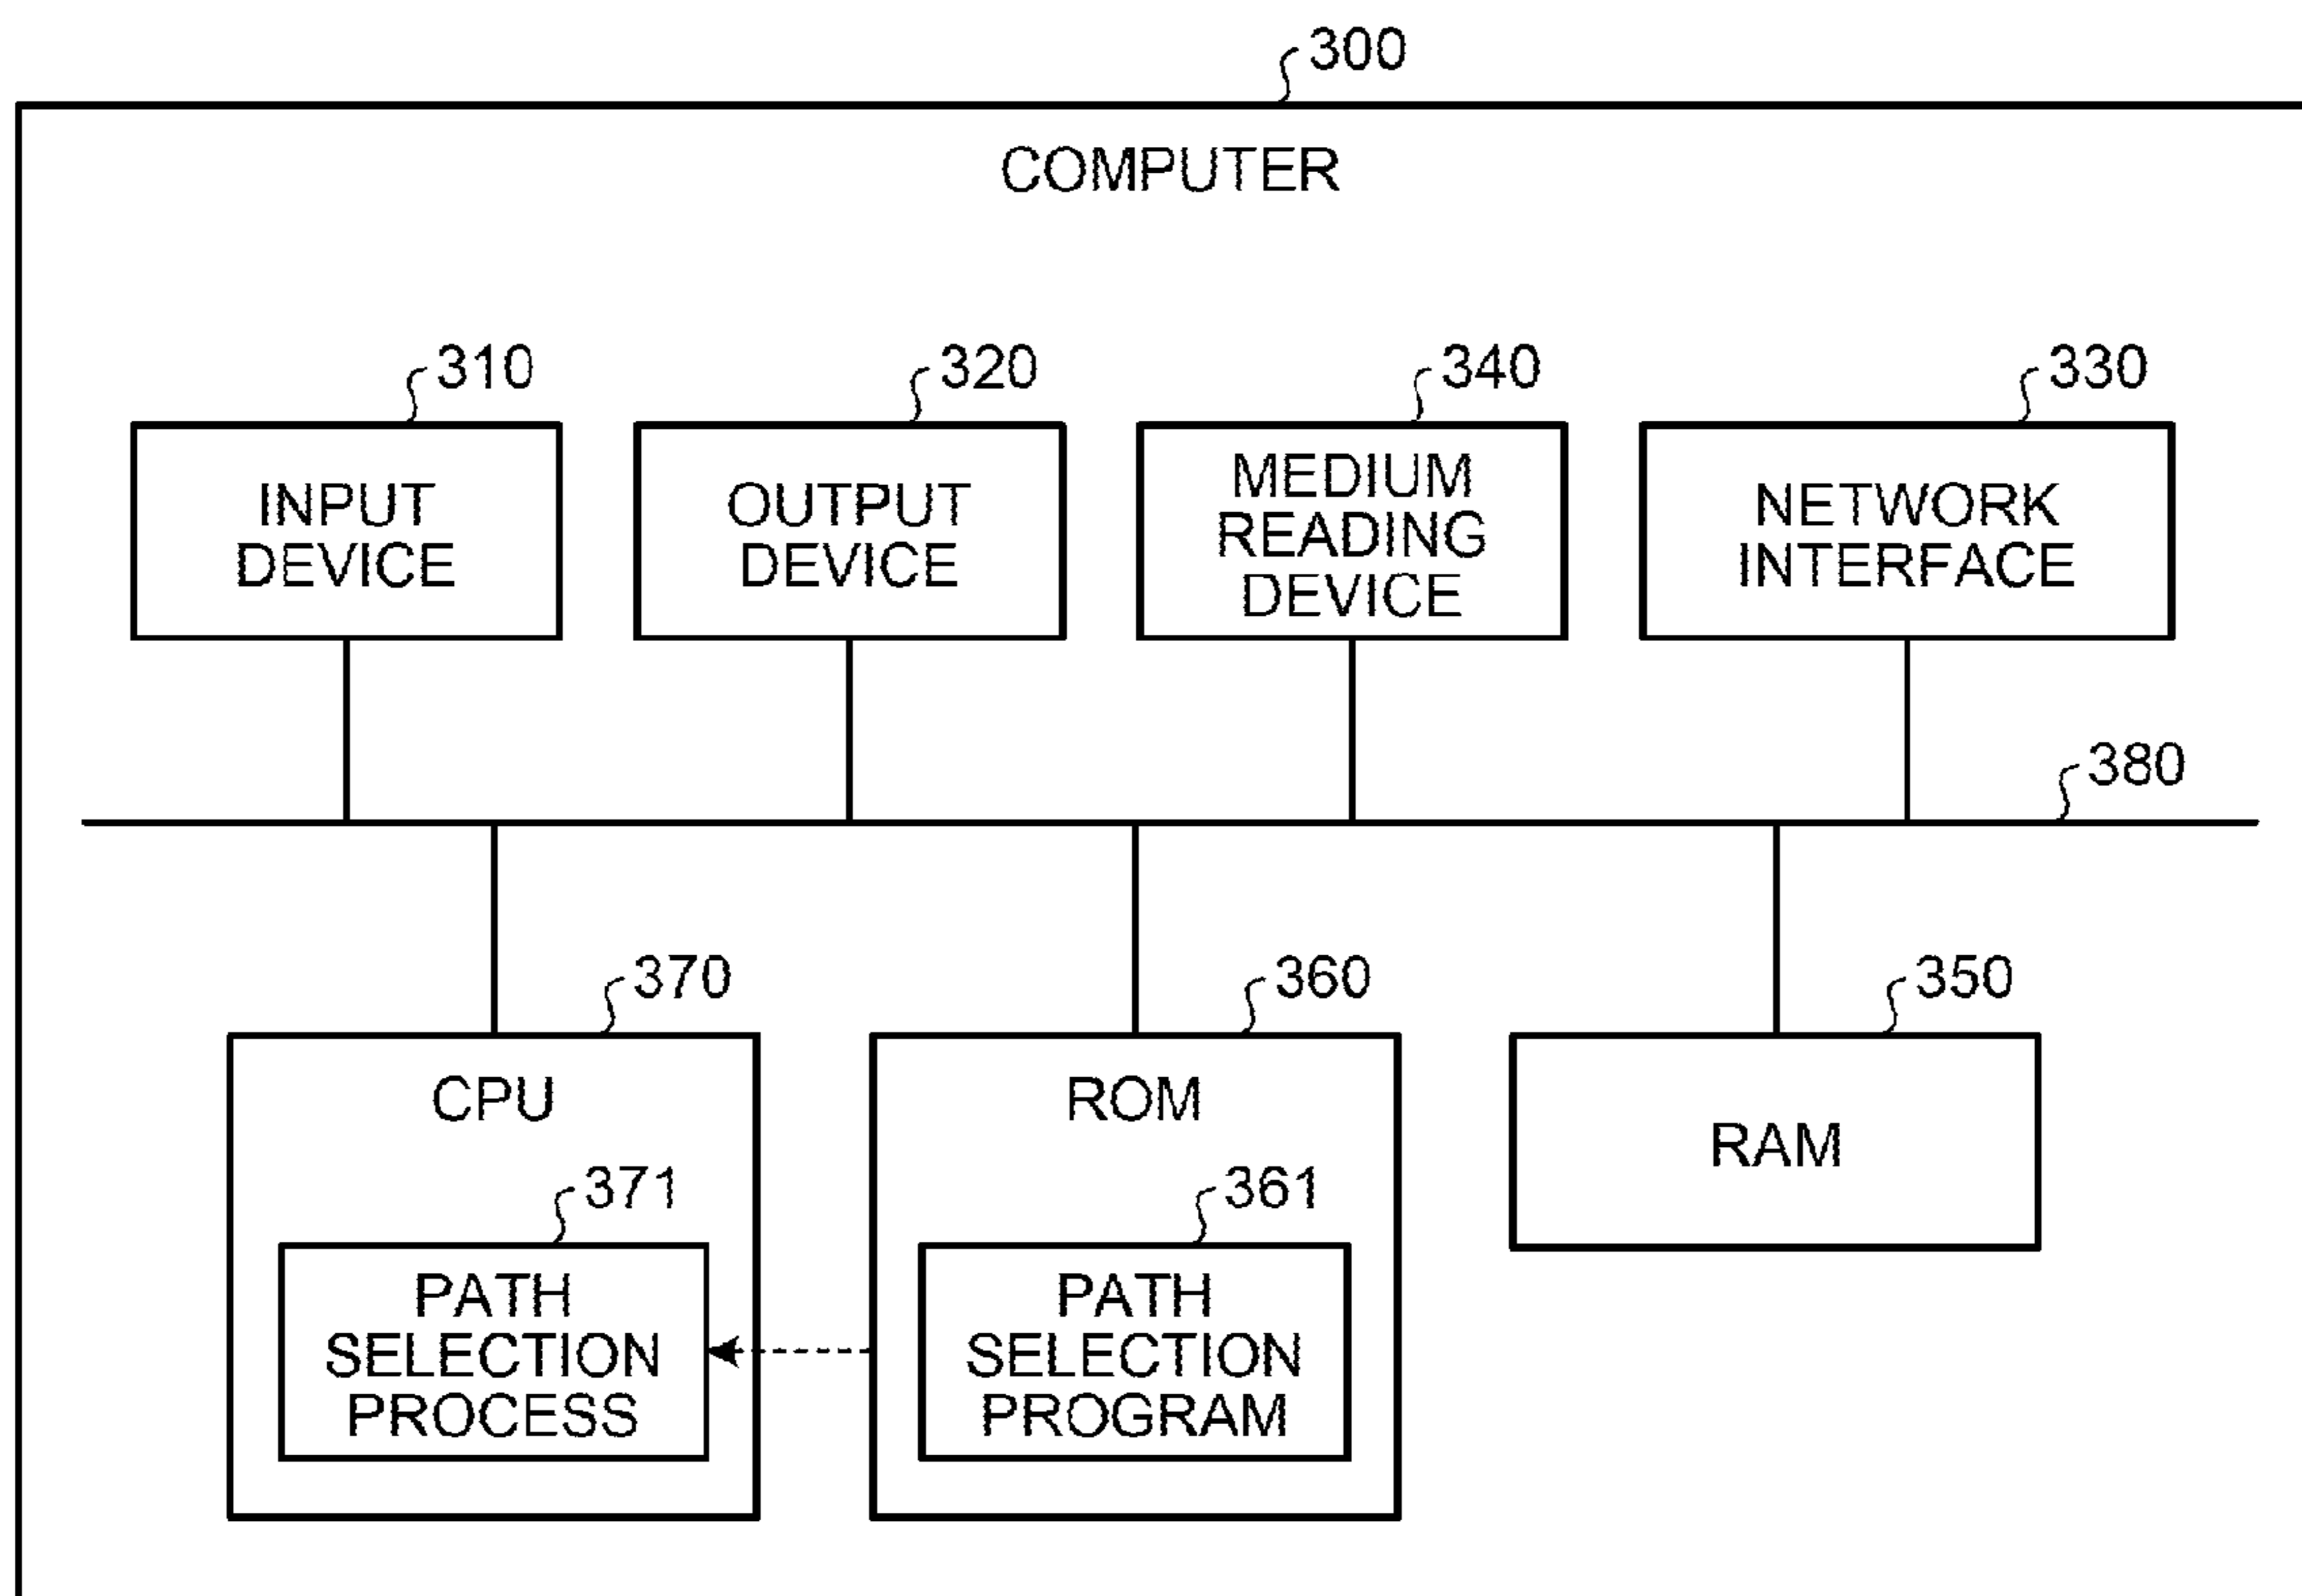 300
COMPUTER
310
320
340
330
INPUT
DEVICE
OUTPUT
DEVICE
MEDIUM
READING
DEVICE
NETWORK
INTERFACE
380
370
360
350
CPU
ROM
RAM
371
361
PATH
SELECTION
PROCESS
PATH
SELECTION
PROGRAM